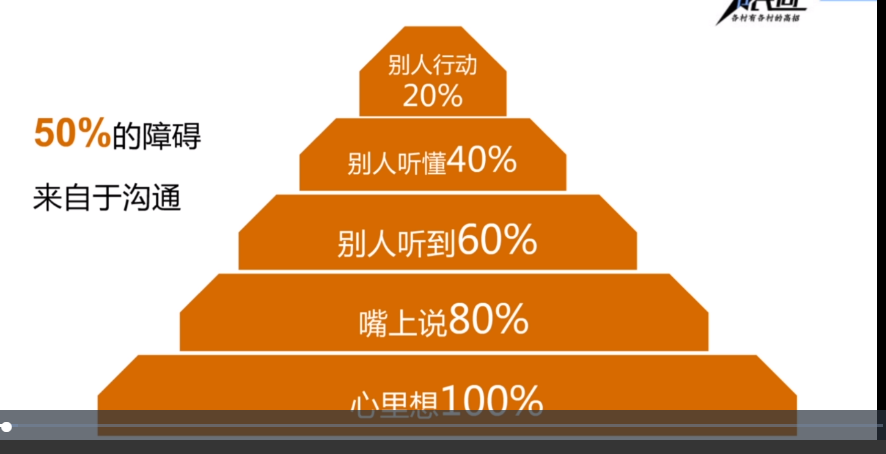 各村有各村的高招
50%的障碍
来自于沟通
别人行动
20%
别人听懂40%
别人听到60%
嘴上说80%
心里想100%